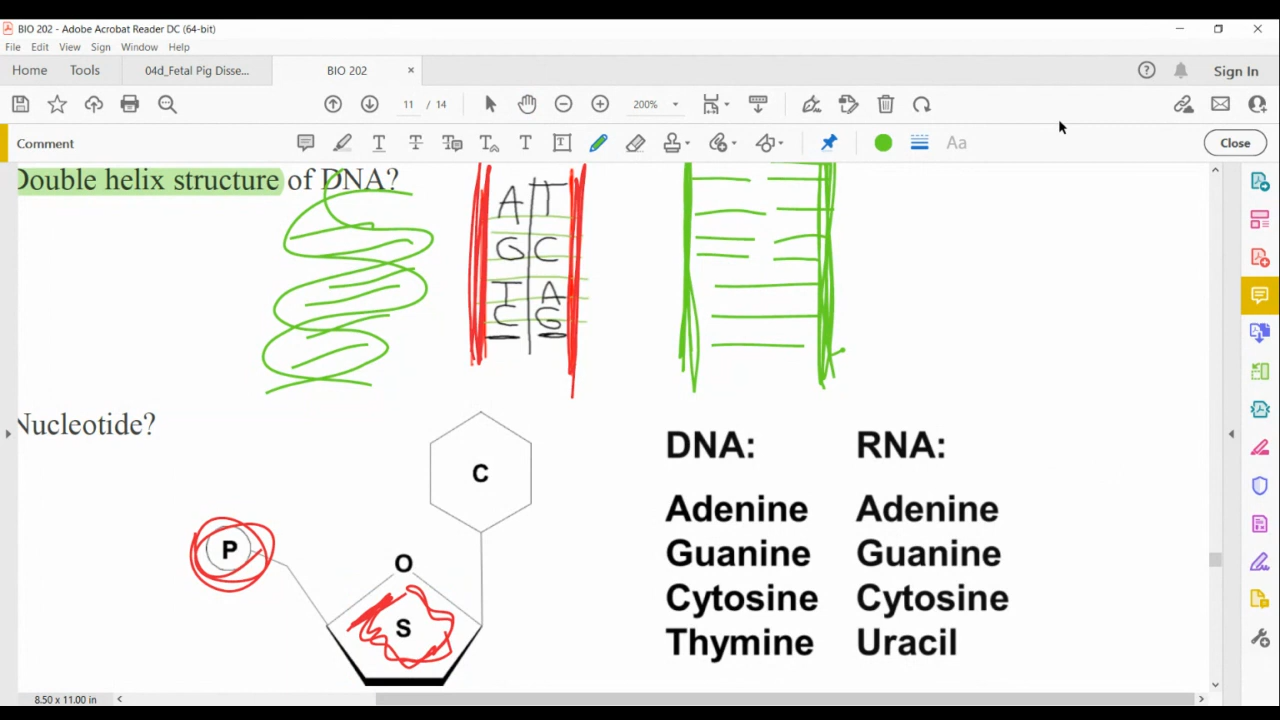 BIO 202 - Adobe Acrobat Reader DC (64-bit)
File Edit View Sign Window Help
Home Tools 04d_Fetal Pig Disse... BIO 202 × Sign In
11 / 14 200%
Comment Aa Close
Double helix structure of DNA?
A T
G C
T A
C G
Nucleotide?
C
P
O
S
DNA: RNA:
Adenine Adenine
Guanine Guanine
Cytosine Cytosine
Thymine Uracil
8.50 x 11.00 in